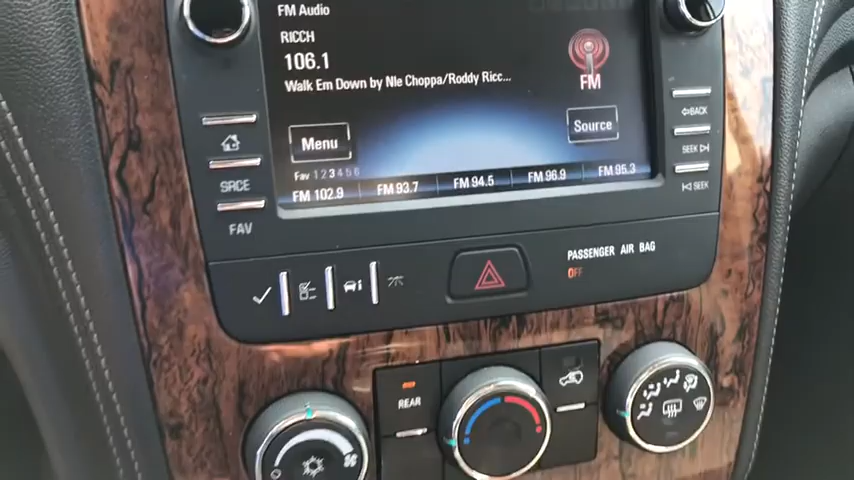 FM Audio
RICCH
106.1
Walk Em Down by Nle Choppa/Roddy Ricc...
FM
Menu
Source
Fav 1 2 3 4 5 6
FM 102.9 FM 93.7 FM 94.5 FM 96.9 FM 95.3
SRCE
FAV
BACK
SEEK
SEEK
PASSENGER AIR BAG
OFF
REAR